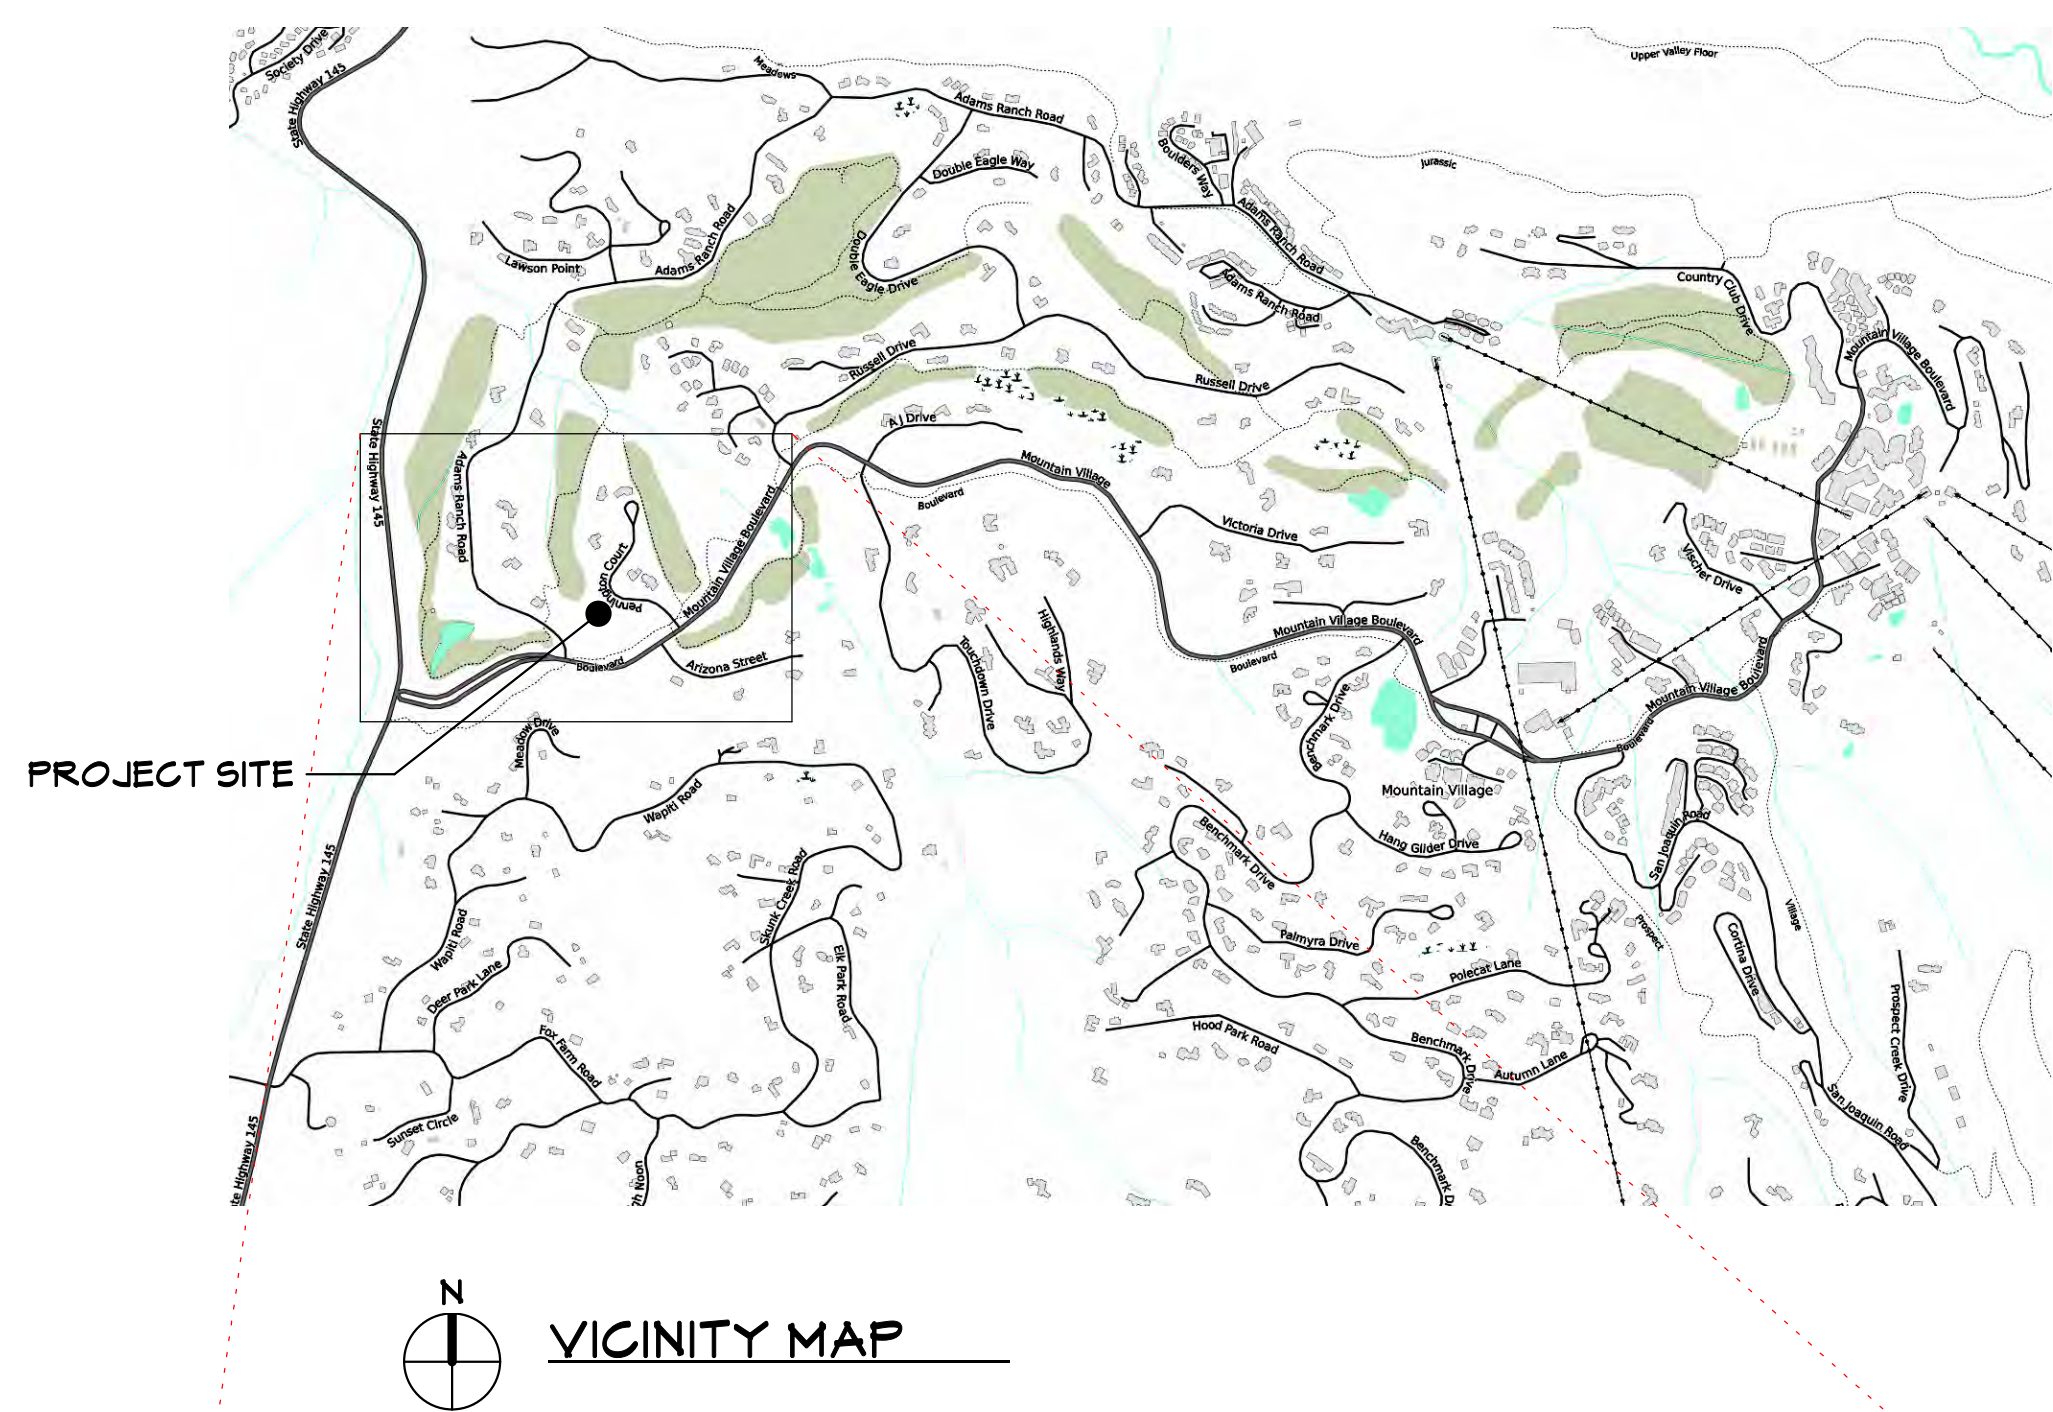 Society Drive
State Highway 145
Meadows
Adams Ranch Road
Upper Valley Floor
Boulders Way
Double Eagle Way
Jurassic
Adams Ranch Road
Adams Ranch Road
Lawson Point
Double Eagle Drive
Adams Ranch Road
Country Club Drive
Russell Drive
Russell Drive
Mountain Village Boulevard
A J Drive
State Highway 145
Adams Ranch Road
Mountain Village
Boulevard
Mountain Village Boulevard
Victoria Drive
Vischer Drive
Pennington Court
Highlands Way
Mountain Village Boulevard
Boulevard
Arizona Street
Boulevard
Touchdown Drive
Mountain Village Boulevard
Boulevard
Benchmark Drive
Meadow Drive
PROJECT SITE
Mountain Village
Wapiti Road
Benchmark Drive
Hang Glider Drive
San Joaquin Road
State Highway 145
Skunk Creek Road
Wapiti Road
Palmyra Drive
Prospect
Village
Cortina Drive
Deer Park Lane
Elk Park Road
Polecat Lane
Prospect Creek Drive
Fox Farm Road
Hood Park Road
Benchmark Drive
Autumn Lane
San Joaquin Road
Sunset Circle
te Highway 145
gh Noon
Benchmark D
N
VICINITY MAP